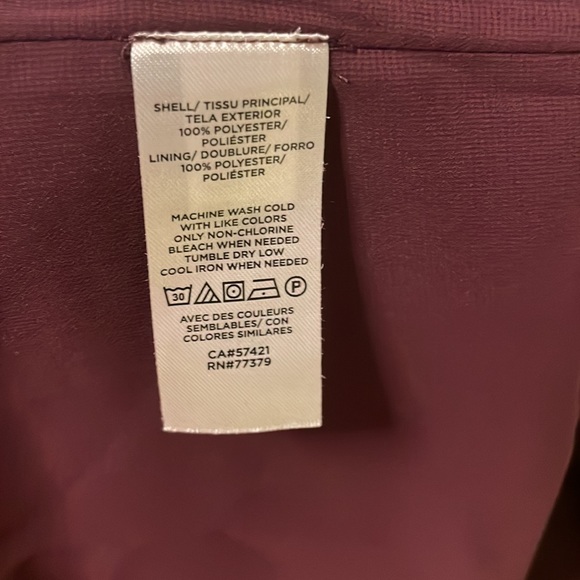 SHELL/ TISSU PRINCIPAL/
TELA EXTERIOR
100% POLYESTER/
POLIÉSTER
LINING/ DOUBLURE/ FORRO
100% POLYESTER/
POLIÉSTER
MACHINE WASH COLD
WITH LIKE COLORS
ONLY NON-CHLORINE
BLEACH WHEN NEEDED
TUMBLE DRY LOW
COOL IRON WHEN NEEDED
30 P
AVEC DES COULEURS
SEMBLABLES/ CON
COLORES SIMILARES
CA#57421
RN#77379